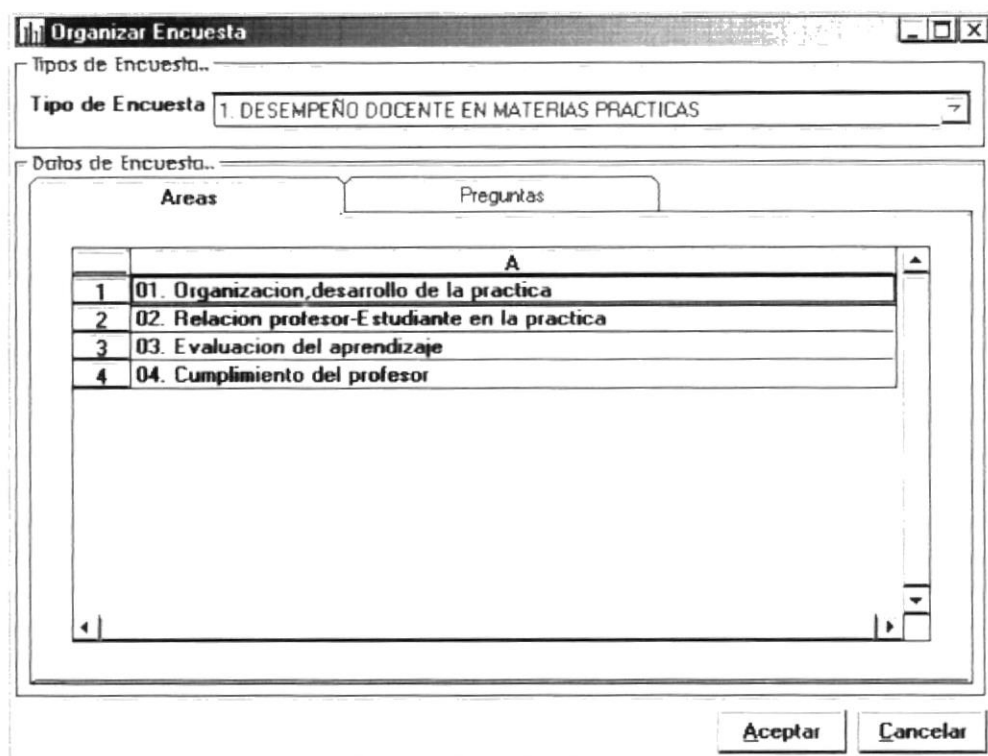 Organizar Encuesta
Tipos de Encuesta..
Tipo de Encuesta 1. DESEMPEÑO DOCENTE EN MATERIAS PRACTICAS
Datos de Encuesta..
Areas Preguntas
A
1 01. Organizacion,desarrollo de la practica
2 02. Relacion profesor-Estudiante en la practica
3 03. Evaluacion del aprendizaje
4 04. Cumplimiento del profesor
Aceptar Cancelar